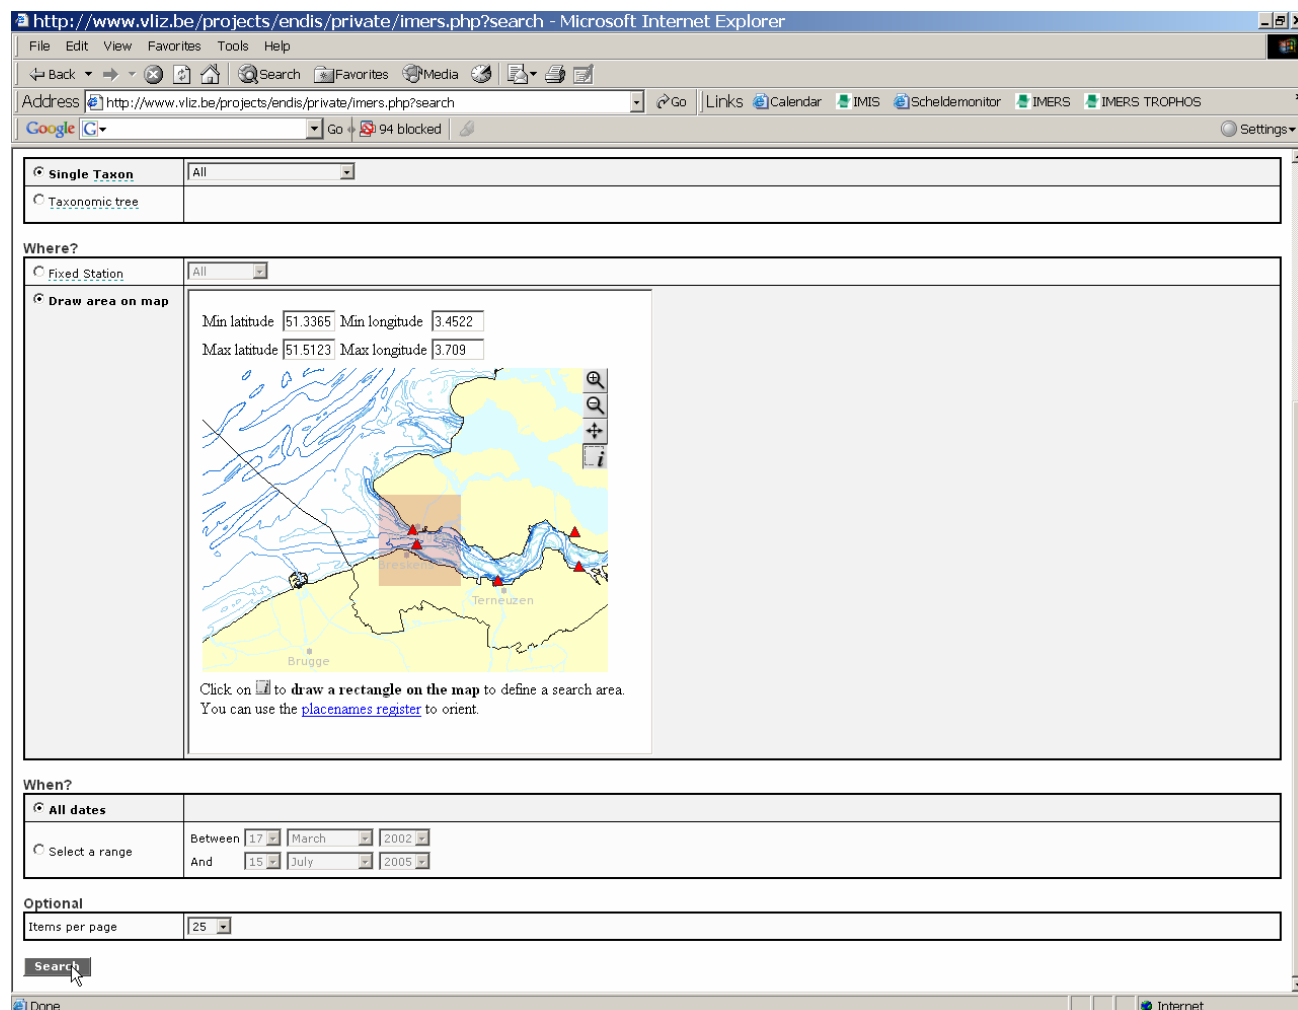 http://www.vliz.be/projects/endis/private/imers.php?search - Microsoft Internet Explorer
File Edit View Favorites Tools Help
Back Search Favorites Media
Address http://www.vliz.be/projects/endis/private/imers.php?search Go Links Calendar IMIS Scheldemonitor IMERS IMERS TROPHOS
Google G Go 94 blocked Settings
Single Taxon All
Taxonomic tree
Where?
Fixed Station All
Draw area on map
Min latitude 51.3365 Min longitude 3.4522
Max latitude 51.5123 Max longitude 3.709
i
Breskens
Terneuzen
Brugge
Click on i to draw a rectangle on the map to define a search area.
You can use the placenames register to orient.
When?
All dates
Select a range
Between 17 March 2002
And 15 July 2005
Optional
Items per page 25
Search
Done Internet